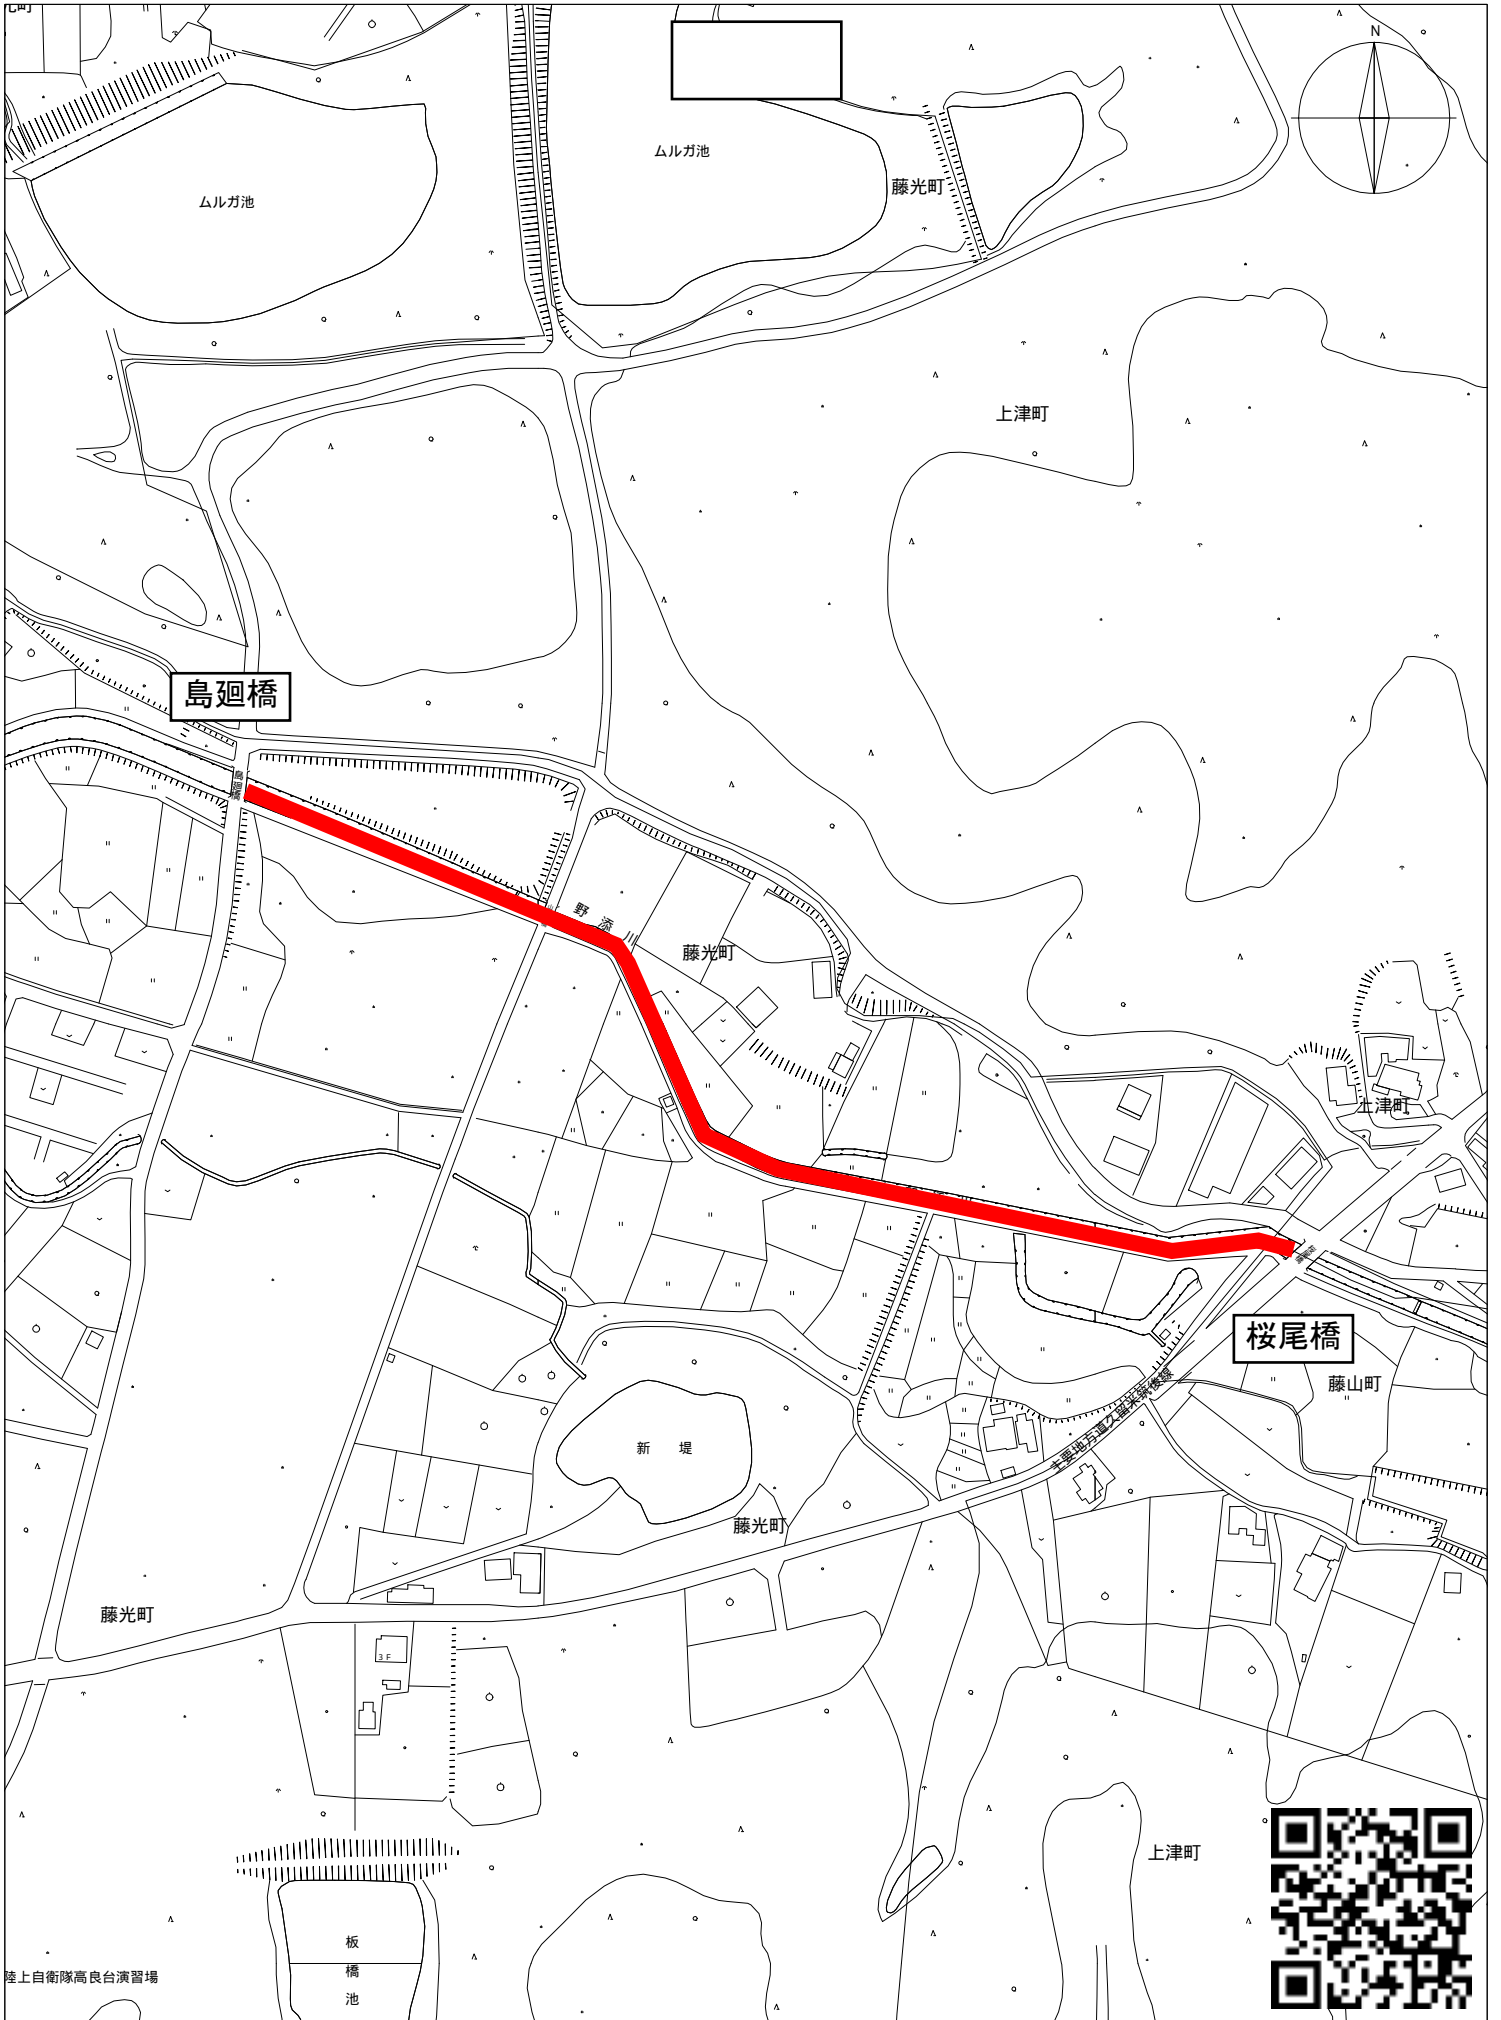 N
ムルガ池
ムルガ池
藤光町
上津町
島廻橋
島廻橋
野添川
藤光町
上津町
桜尾橋
藤山町
主要地方道久留米筑後線
新 堤
藤光町
藤光町
3F
上津町
板橋池
陸上自衛隊高良台演習場